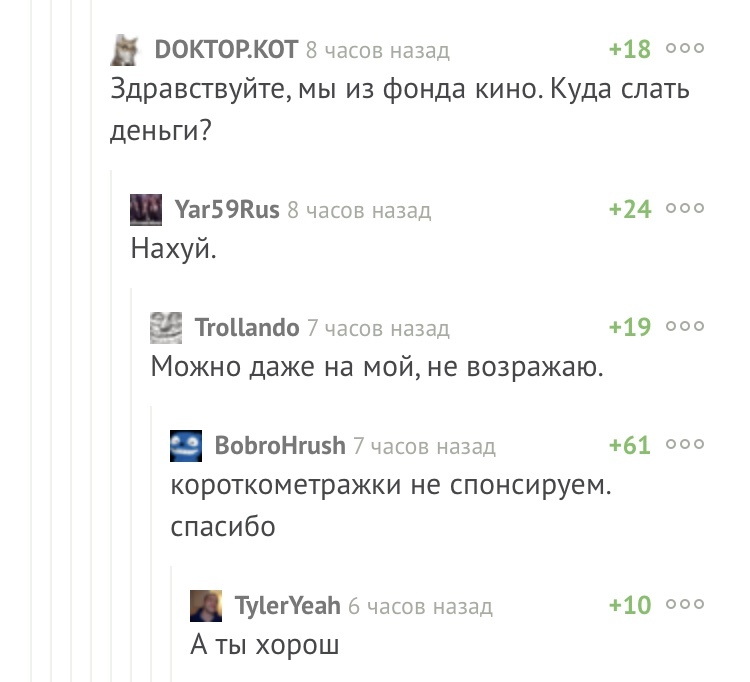 DOKTOP.KOT 8 часов назад +18
Здравствуйте, мы из фонда кино. Куда слать
деньги?
Yar59Rus 8 часов назад +24
Нахуй.
Trollando 7 часов назад +19
Можно даже на мой, не возражаю.
BobroHrush 7 часов назад +61
короткометражки не спонсируем.
спасибо
TylerYeah 6 часов назад +10
А ты хорош